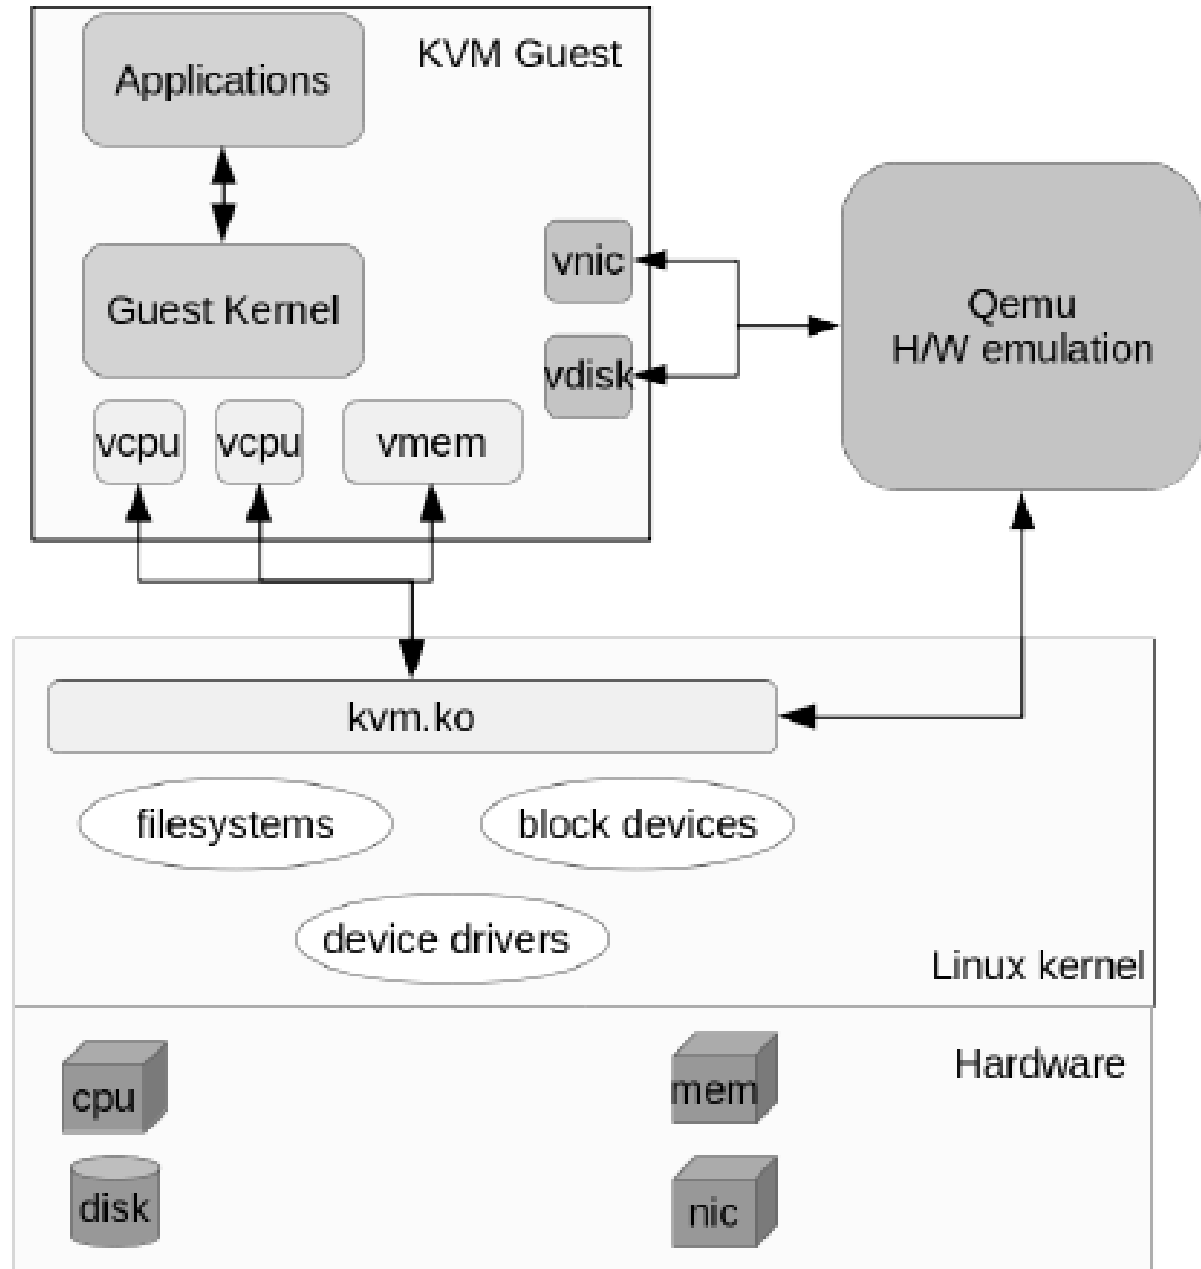 KVM Guest
Applications
Guest Kernel
vnic
vdisk
vcpu
vcpu
vmem
Qemu
H/W emulation
kvm.ko
filesystems
block devices
device drivers
Linux kernel
Hardware
cpu
mem
disk
nic